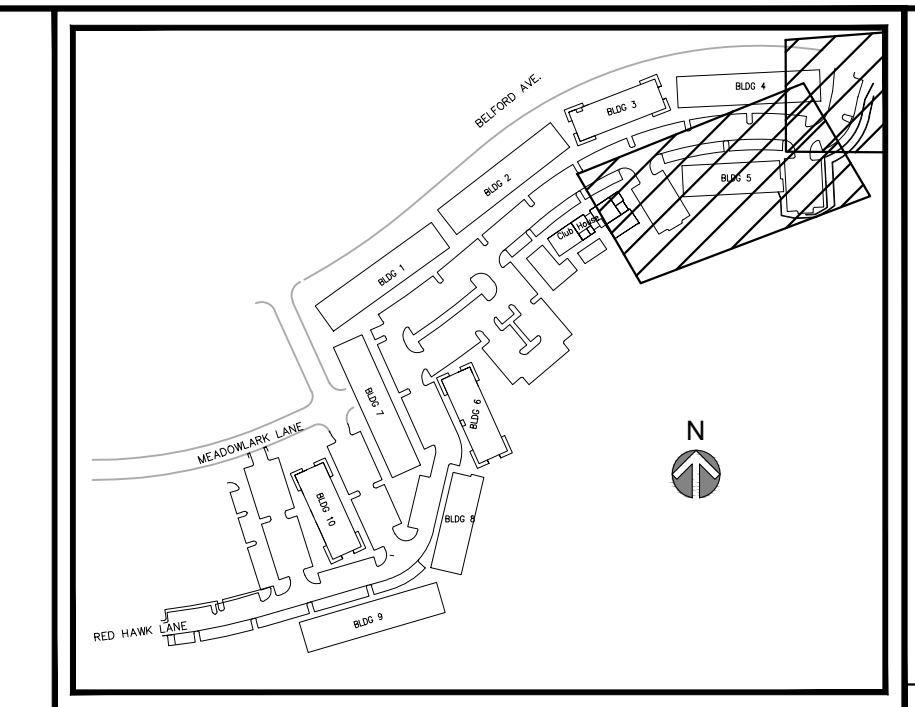 BELFORD AVE.
BLDG 4
BLDG 3
BLDG 5
BLDG 2
Club House
BLDG 1
BLDG 7
BLDG 6
MEADOWLARK LANE
N
BLDG 10
BLDG 8
BLDG 9
RED HAWK LANE